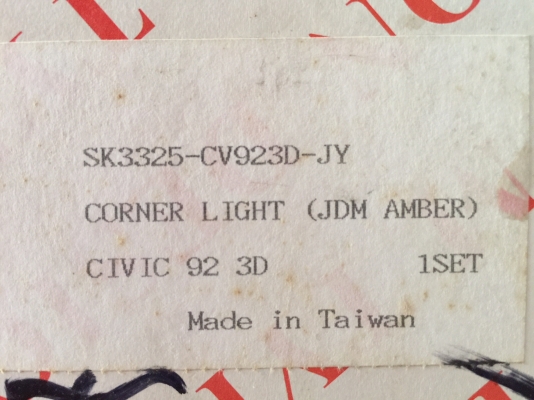 SK3325-CV923D-JY
CORNER LIGHT (JDM AMBER)
CIVIC 92 3D 1SET
Made in Taiwan